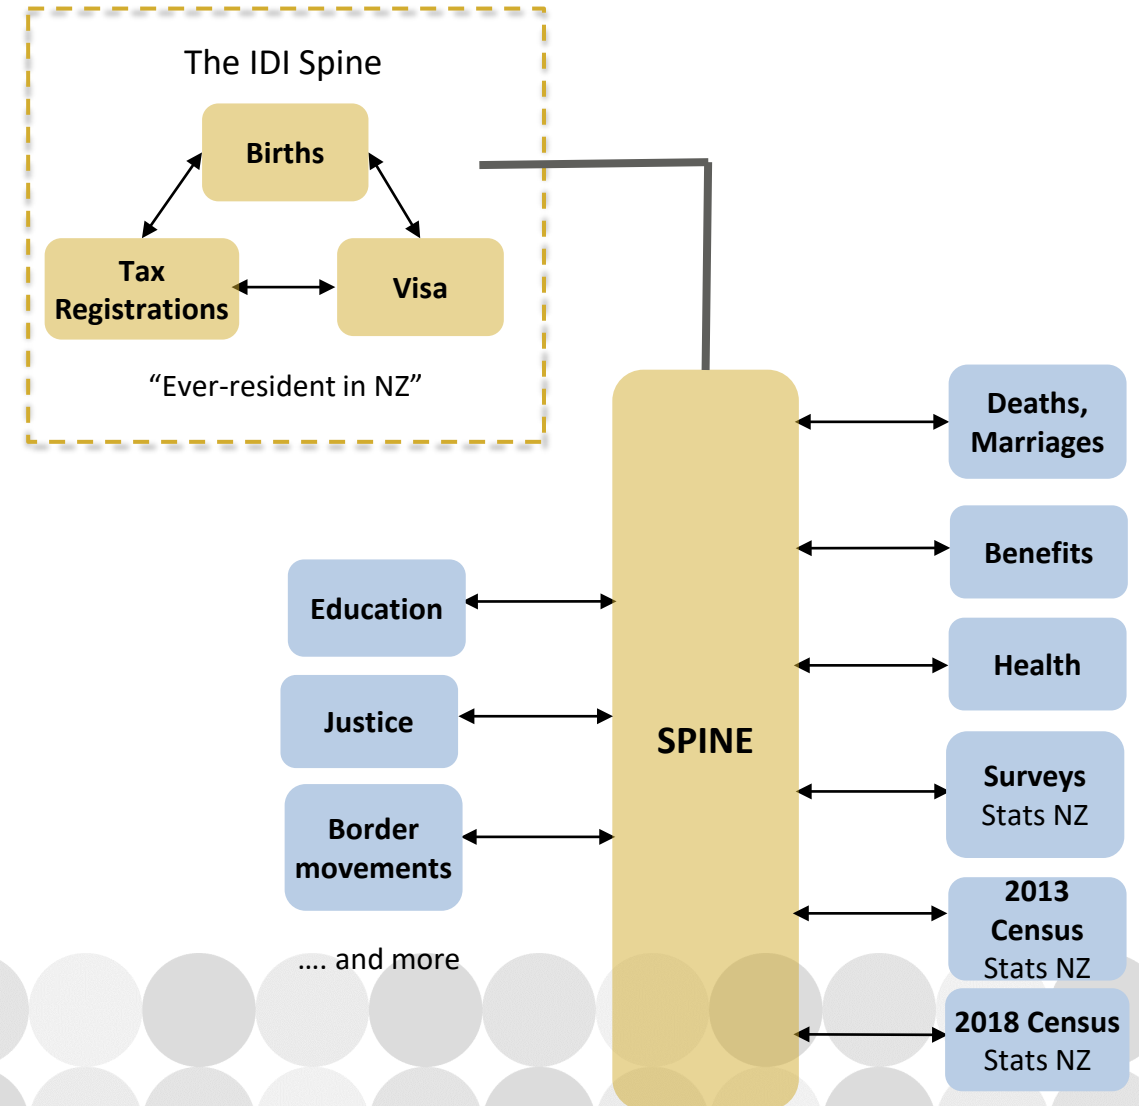 The IDI Spine
Births
Tax
Registrations
Visa
“Ever-resident in NZ”
Deaths,
Marriages
Benefits
Education
Health
Justice
SPINE
Surveys
Stats NZ
Border
movements
2013
Census
Stats NZ
.... and more
2018 Census
Stats NZ